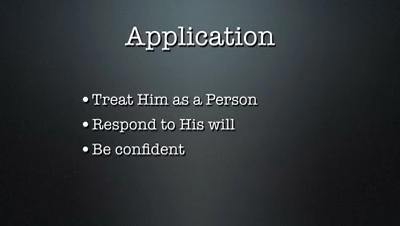 Application
• Treat Him as a Person
• Respond to His will
• Be confident